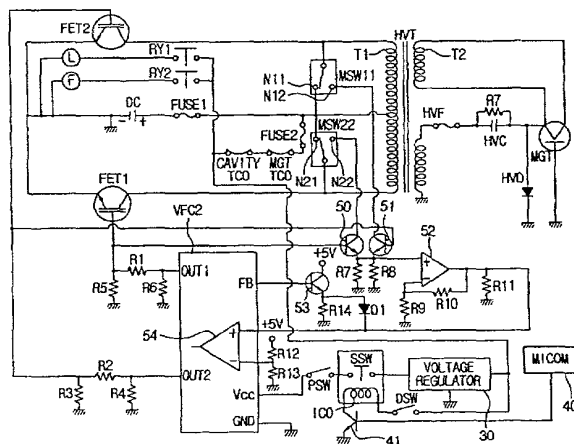 FET2
HVT
L
RY1
T1
T2
F
RY2
MSW11
N11
N12
DC
FUSE1
HVF
R7
HVC
MGT
FUSE2
MSW22
CAVITY TCO
MGT TCO
N21
N22
HVD
FET1
VFC2
50
51
52
+5V
R1
OUT1
FB
53
R7
R8
R5
R6
R14
D1
R9
R10
R11
54
+5V
R12
R13
SSW
R2
OUT2
Vcc
PSW
VOLTAGE REGULATOR
MICOM
R3
R4
GND
ICO
DSW
30
40
41